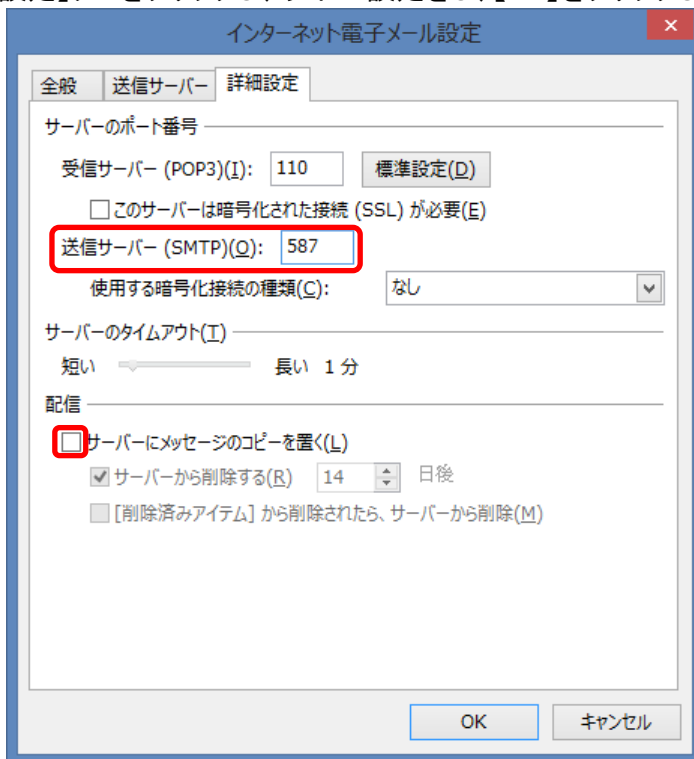 インターネット電子メール設定
全般 送信サーバー 詳細設定
サーバーのポート番号
受信サーバー (POP3)(I): 110 標準設定(D)
このサーバーは暗号化された接続 (SSL) が必要(E)
送信サーバー (SMTP)(O): 587
使用する暗号化接続の種類(C): なし
サーバーのタイムアウト(T)
短い 長い 1 分
配信
サーバーにメッセージのコピーを置く(L)
サーバーから削除する(R) 14 日後
[削除済みアイテム] から削除されたら、サーバーから削除(M)
OK キャンセル